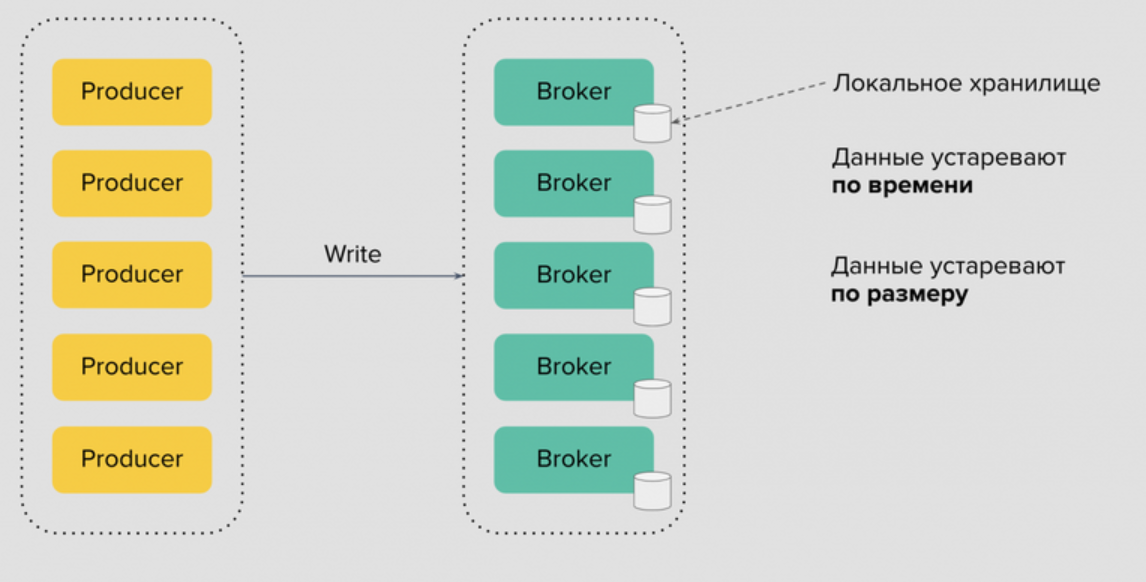 Producer
Producer
Producer
Producer
Producer
Write
Broker
Broker
Broker
Broker
Broker
Локальное хранилище
Данные устаревают
по времени
Данные устаревают
по размеру